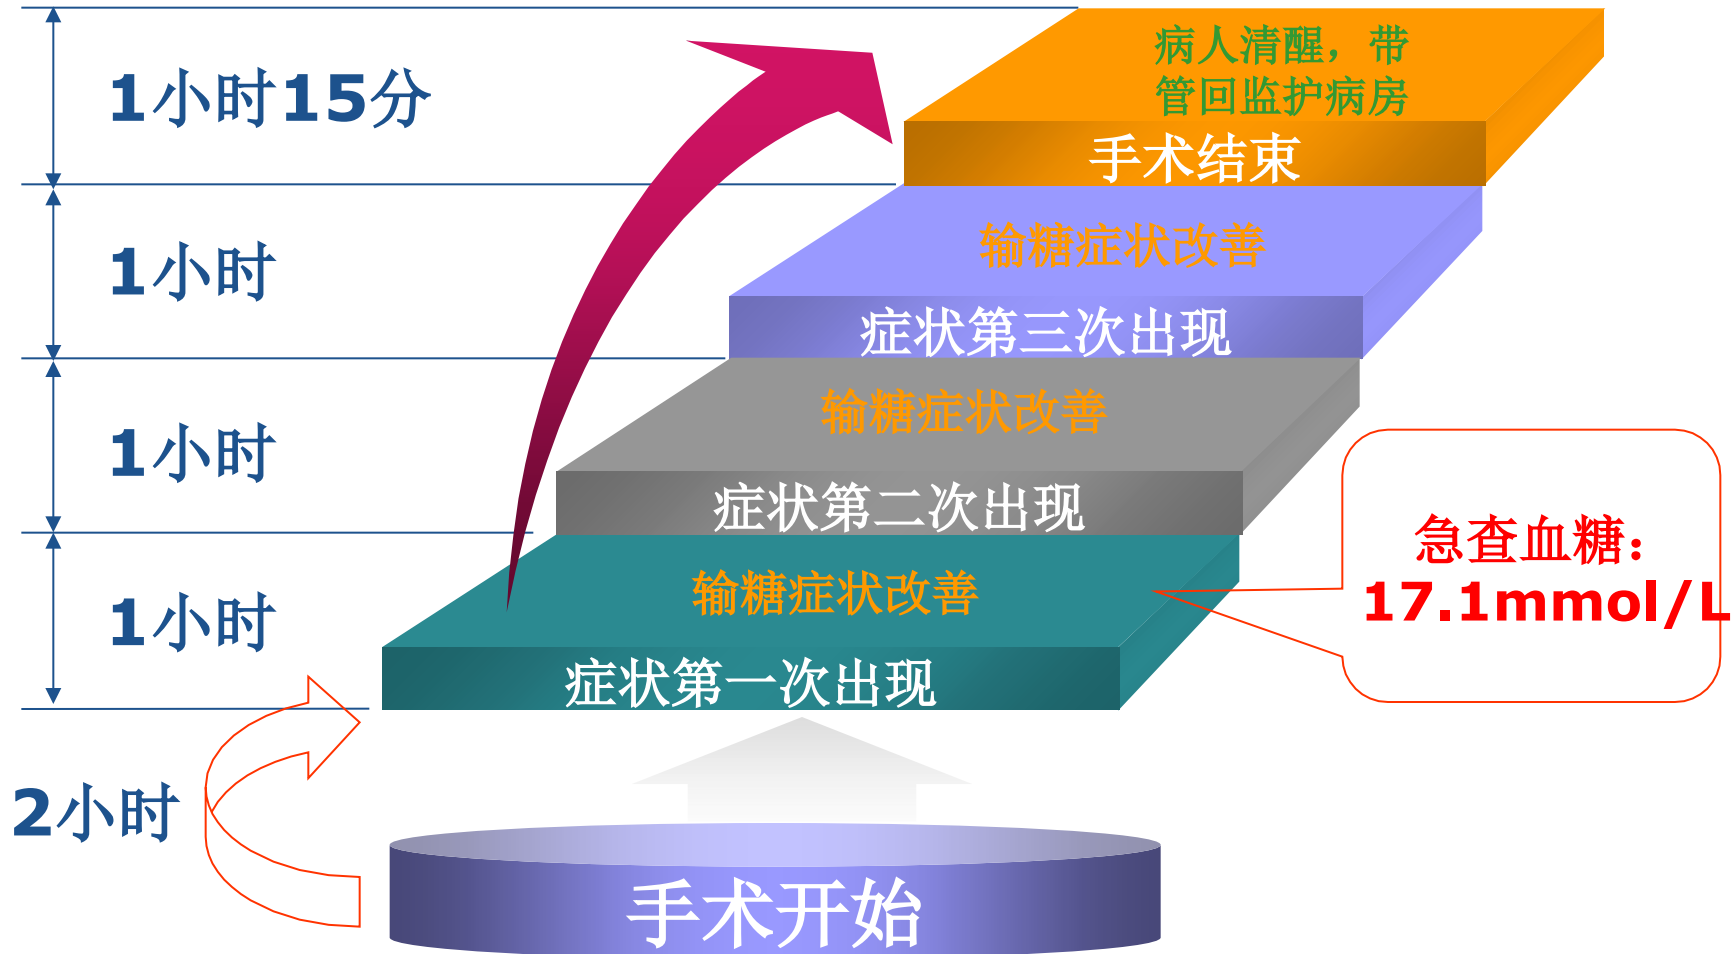 病人清醒，带
管回监护病房
1小时15分
手术结束
输糖症状改善
1小时
症状第三次出现
输糖症状改善
1小时
症状第二次出现
急查血糖：
17.1mmol/L
输糖症状改善
1小时
症状第一次出现
2小时
手术开始